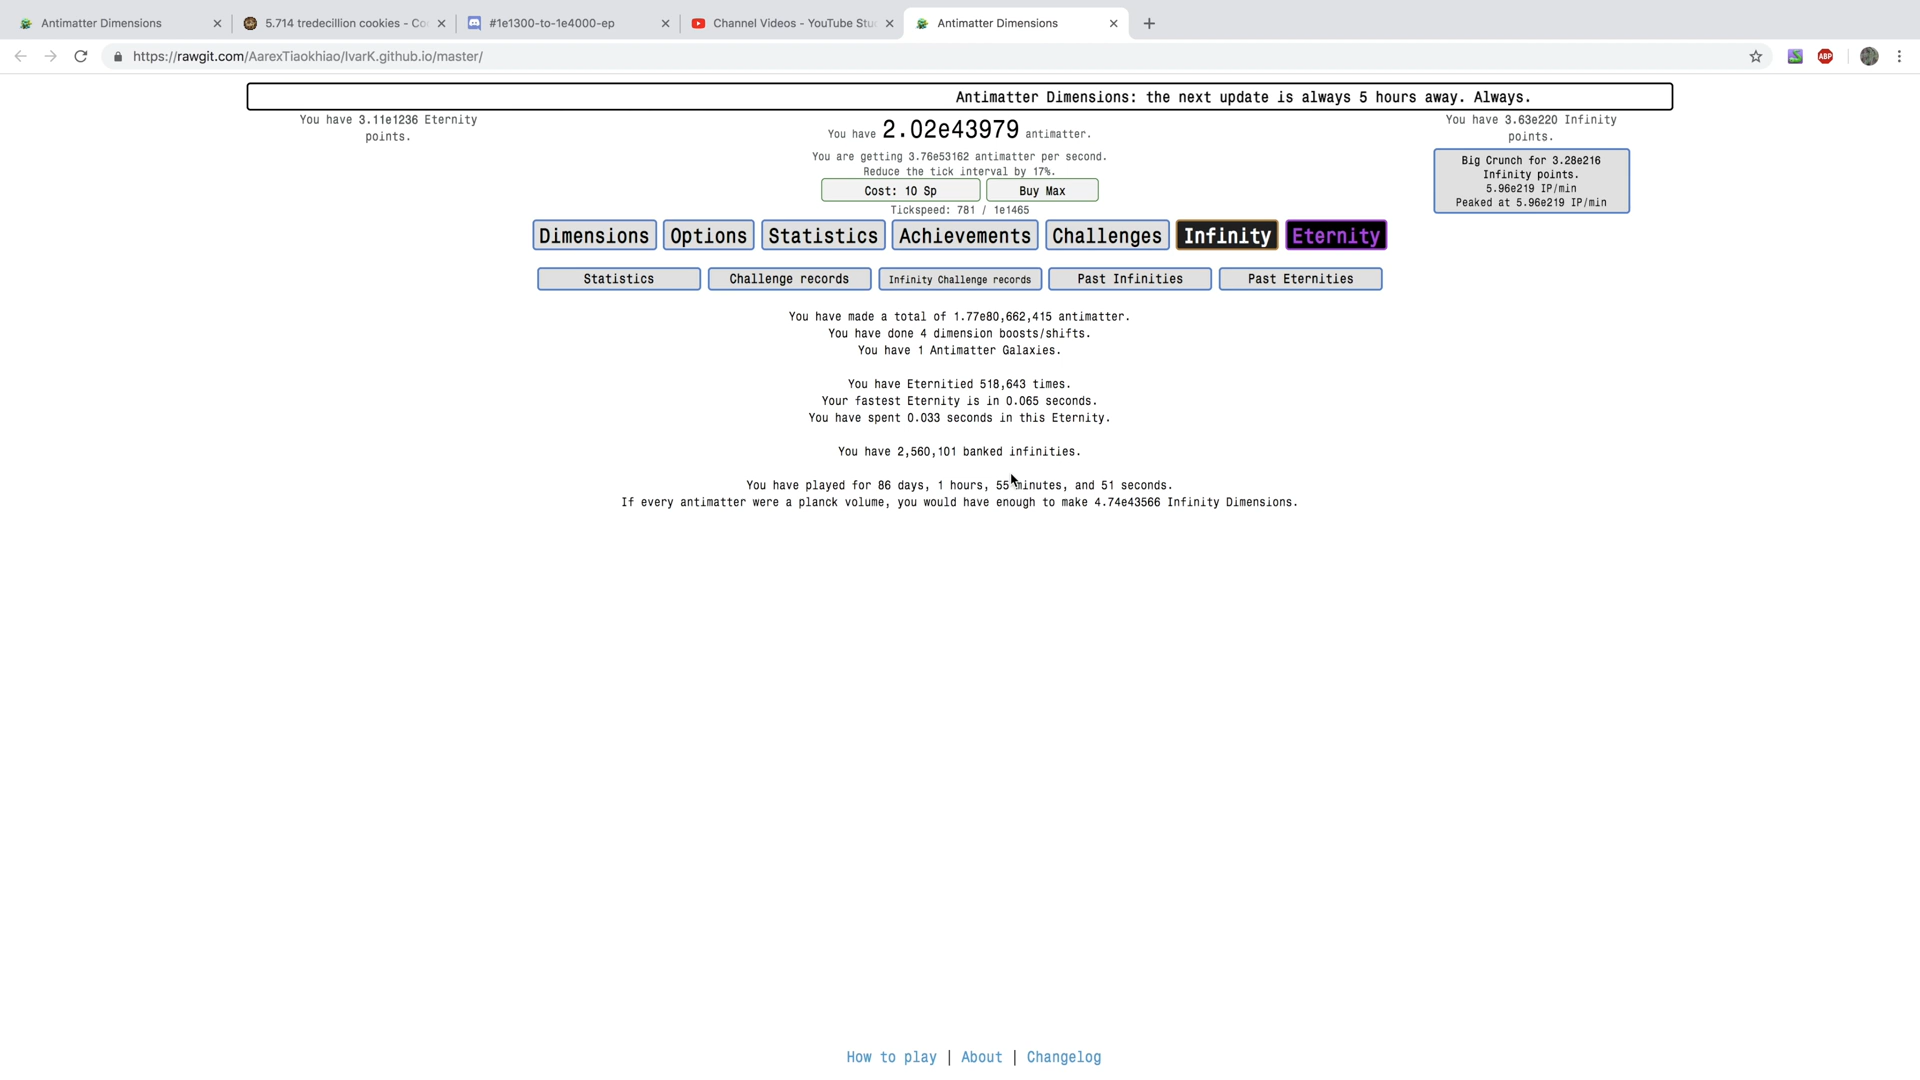 Antimatter Dimensions
5.714 tredecillion cookies - Co
#1e1300-to-1e4000-ep
Channel Videos - YouTube Stu
Antimatter Dimensions
https://rawgit.com/AarexTiaokhiao/IvarK.github.io/master/
ABP
Antimatter Dimensions: the next update is always 5 hours away. Always.
You have 3.11e1236 Eternity
points.
You have 2.02e43979 antimatter.
You are getting 3.76e53162 antimatter per second.
Reduce the tick interval by 17%.
Cost: 10 Sp
Buy Max
Tickspeed: 781 / 1e1465
You have 3.63e220 Infinity
points.
Big Crunch for 3.28e216
Infinity points.
5.96e219 IP/min
Peaked at 5.96e219 IP/min
Dimensions
Options
Statistics
Achievements
Challenges
Infinity
Eternity
Statistics
Challenge records
Infinity Challenge records
Past Infinities
Past Eternities
You have made a total of 1.77e80,662,415 antimatter.
You have done 4 dimension boosts/shifts.
You have 1 Antimatter Galaxies.
You have Eternitied 518,643 times.
Your fastest Eternity is in 0.065 seconds.
You have spent 0.033 seconds in this Eternity.
You have 2,560,101 banked infinities.
You have played for 86 days, 1 hours, 55 minutes, and 51 seconds.
If every antimatter were a planck volume, you would have enough to make 4.74e43566 Infinity Dimensions.
How to play | About | Changelog